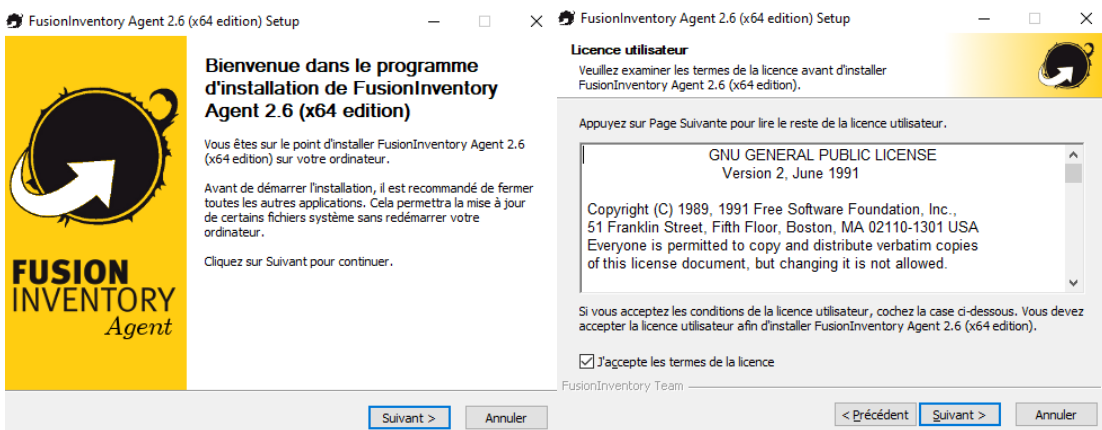 FusionInventory Agent 2.6 (x64 edition) Setup
Bienvenue dans le programme
d'installation de FusionInventory
Agent 2.6 (x64 edition)
Vous êtes sur le point d'installer FusionInventory Agent 2.6
(x64 edition) sur votre ordinateur.
Avant de démarrer l'installation, il est recommandé de fermer
toutes les autres applications. Cela permettra la mise à jour
de certains fichiers système sans redémarrer votre
ordinateur.
Cliquez sur Suivant pour continuer.
FUSION
INVENTORY
Agent
Suivant >
Annuler
FusionInventory Agent 2.6 (x64 edition) Setup
Licence utilisateur
Veuillez examiner les termes de la licence avant d'installer
FusionInventory Agent 2.6 (x64 edition).
Appuyez sur Page Suivante pour lire le reste de la licence utilisateur.
GNU GENERAL PUBLIC LICENSE
Version 2, June 1991
Copyright (C) 1989, 1991 Free Software Foundation, Inc.,
51 Franklin Street, Fifth Floor, Boston, MA 02110-1301 USA
Everyone is permitted to copy and distribute verbatim copies
of this license document, but changing it is not allowed.
Si vous acceptez les conditions de la licence utilisateur, cochez la case ci-dessous. Vous devez
accepter la licence utilisateur afin d'installer FusionInventory Agent 2.6 (x64 edition).
J'accepte les termes de la licence
FusionInventory Team
< Précédent
Suivant >
Annuler